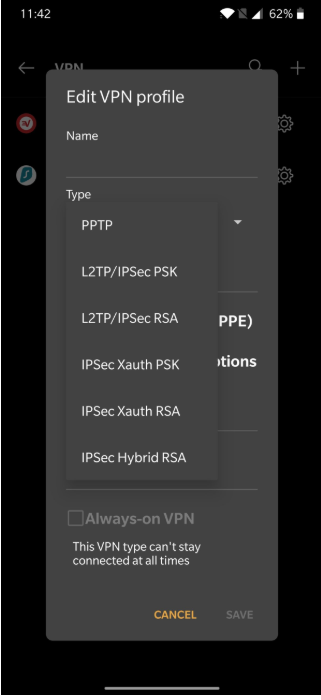 11:42
62%
VPN
Edit VPN profile
Name
Type
PPTP
L2TP/IPSec PSK
L2TP/IPSec RSA
PPE)
IPSec Xauth PSK
otions
IPSec Xauth RSA
IPSec Hybrid RSA
Always-on VPN
This VPN type can't stay
connected at all times
CANCEL
SAVE